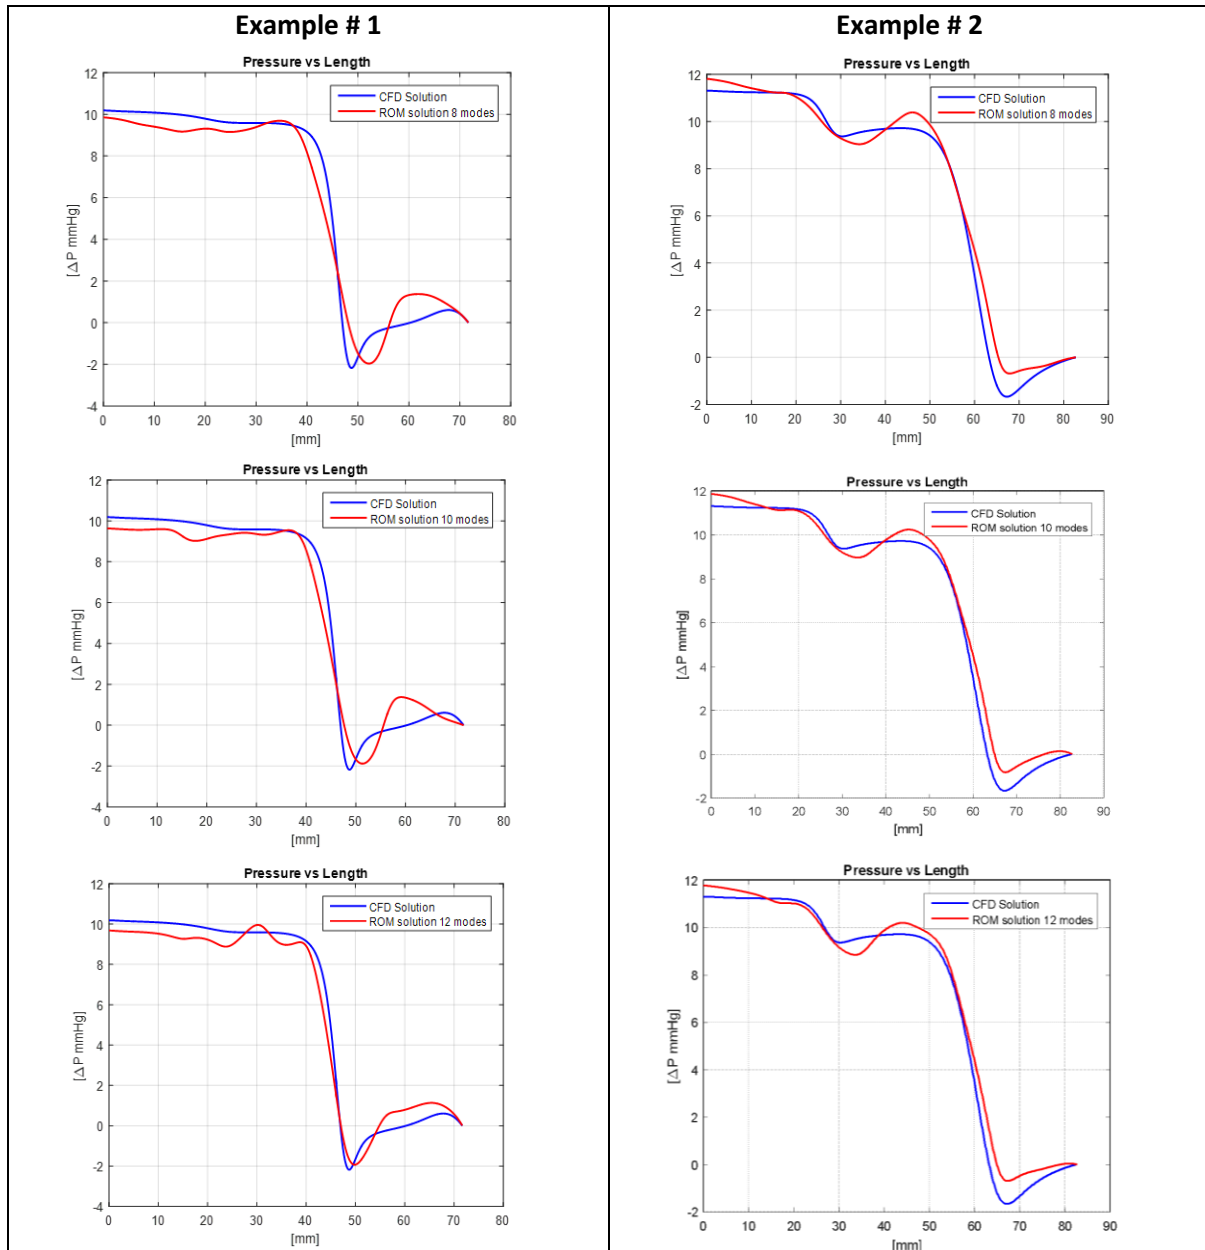 Example # 1
Pressure vs Length
12
10
8
6
4
2
0
-2
-4
0 10 20 30 40 50 60 70 80
[mm]
[△P mmHg]
CFD Solution
ROM solution 8 modes
Pressure vs Length
12
10
8
6
4
2
0
-2
-4
0 10 20 30 40 50 60 70 80
[mm]
[△P mmHg]
CFD Solution
ROM solution 10 modes
Pressure vs Length
12
10
8
6
4
2
0
-2
-4
0 10 20 30 40 50 60 70 80
[mm]
[△P mmHg]
CFD Solution
ROM solution 12 modes
Example # 2
Pressure vs Length
12
10
8
6
4
2
0
-2
0 10 20 30 40 50 60 70 80 90
[mm]
[△P mmHg]
CFD Solution
ROM solution 8 modes
Pressure vs Length
12
10
8
6
4
2
0
-2
0 10 20 30 40 50 60 70 80 90
[mm]
[△P mmHg]
CFD Solution
ROM solution 10 modes
Pressure vs Length
12
10
8
6
4
2
0
-2
0 10 20 30 40 50 60 70 80 90
[mm]
[△P mmHg]
CFD Solution
ROM solution 12 modes